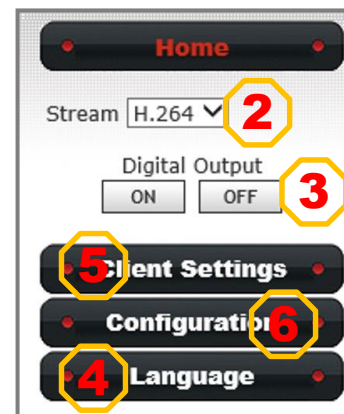 Home
Stream H.264 2
Digital Output
ON OFF 3
5 Client Settings
Configuration 6
4 Language